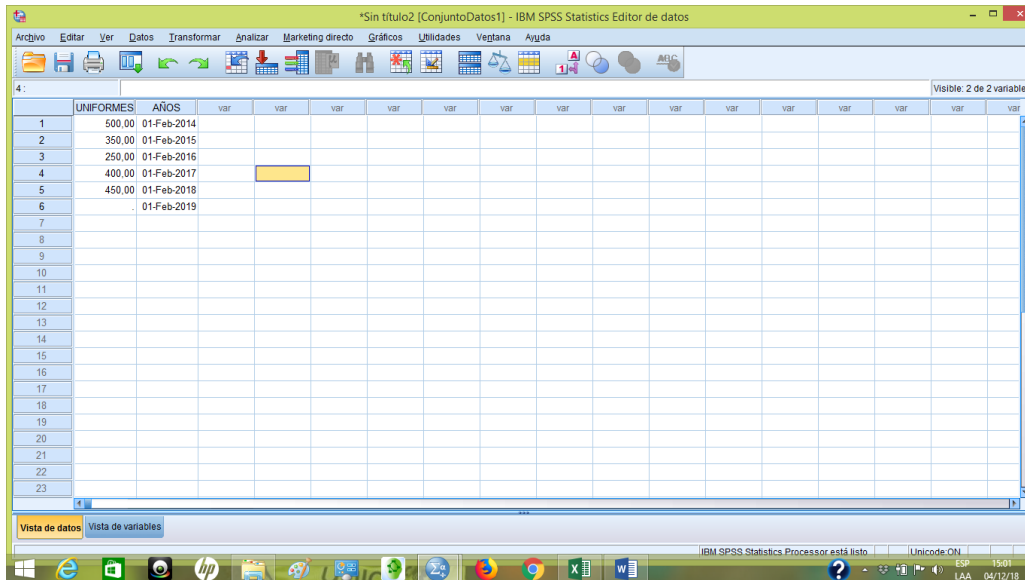 *Sin título2 [ConjuntoDatos1] - IBM SPSS Statistics Editor de datos
Archivo Editar Ver Datos Transformar Analizar Marketing directo Gráficos Utilidades Ventana Ayuda
4 :
Visible: 2 de 2 variable
UNIFORMES AÑOS var var var var var var var var var var var var var var var
1 500,00 01-Feb-2014
2 350,00 01-Feb-2015
3 250,00 01-Feb-2016
4 400,00 01-Feb-2017
5 450,00 01-Feb-2018
6 . 01-Feb-2019
7
8
9
10
11
12
13
14
15
16
17
18
19
20
21
22
23
Vista de datos Vista de variables
IBM SPSS Statistics Processor está listo Unicode:ON
ESP 15:01
LAA 04/12/18